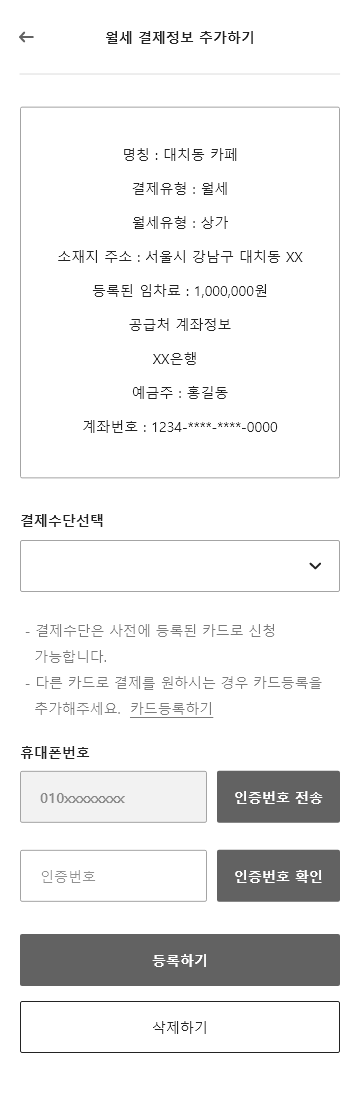 월세 결제정보 추가하기
명칭 : 대치동 카페
결제유형 : 월세
월세유형 : 상가
소재지 주소 : 서울시 강남구 대치동 XX
등록된 임차료 : 1,000,000원
공급처 계좌정보
XX은행
예금주 : 홍길동
계좌번호 : 1234-****-****-0000
결제수단선택
- 결제수단은 사전에 등록된 카드로 신청
가능합니다.
- 다른 카드로 결제를 원하시는 경우 카드등록을
추가해주세요. 카드등록하기
휴대폰번호
010xxxxxxxx 인증번호 전송
인증번호 인증번호 확인
등록하기
삭제하기